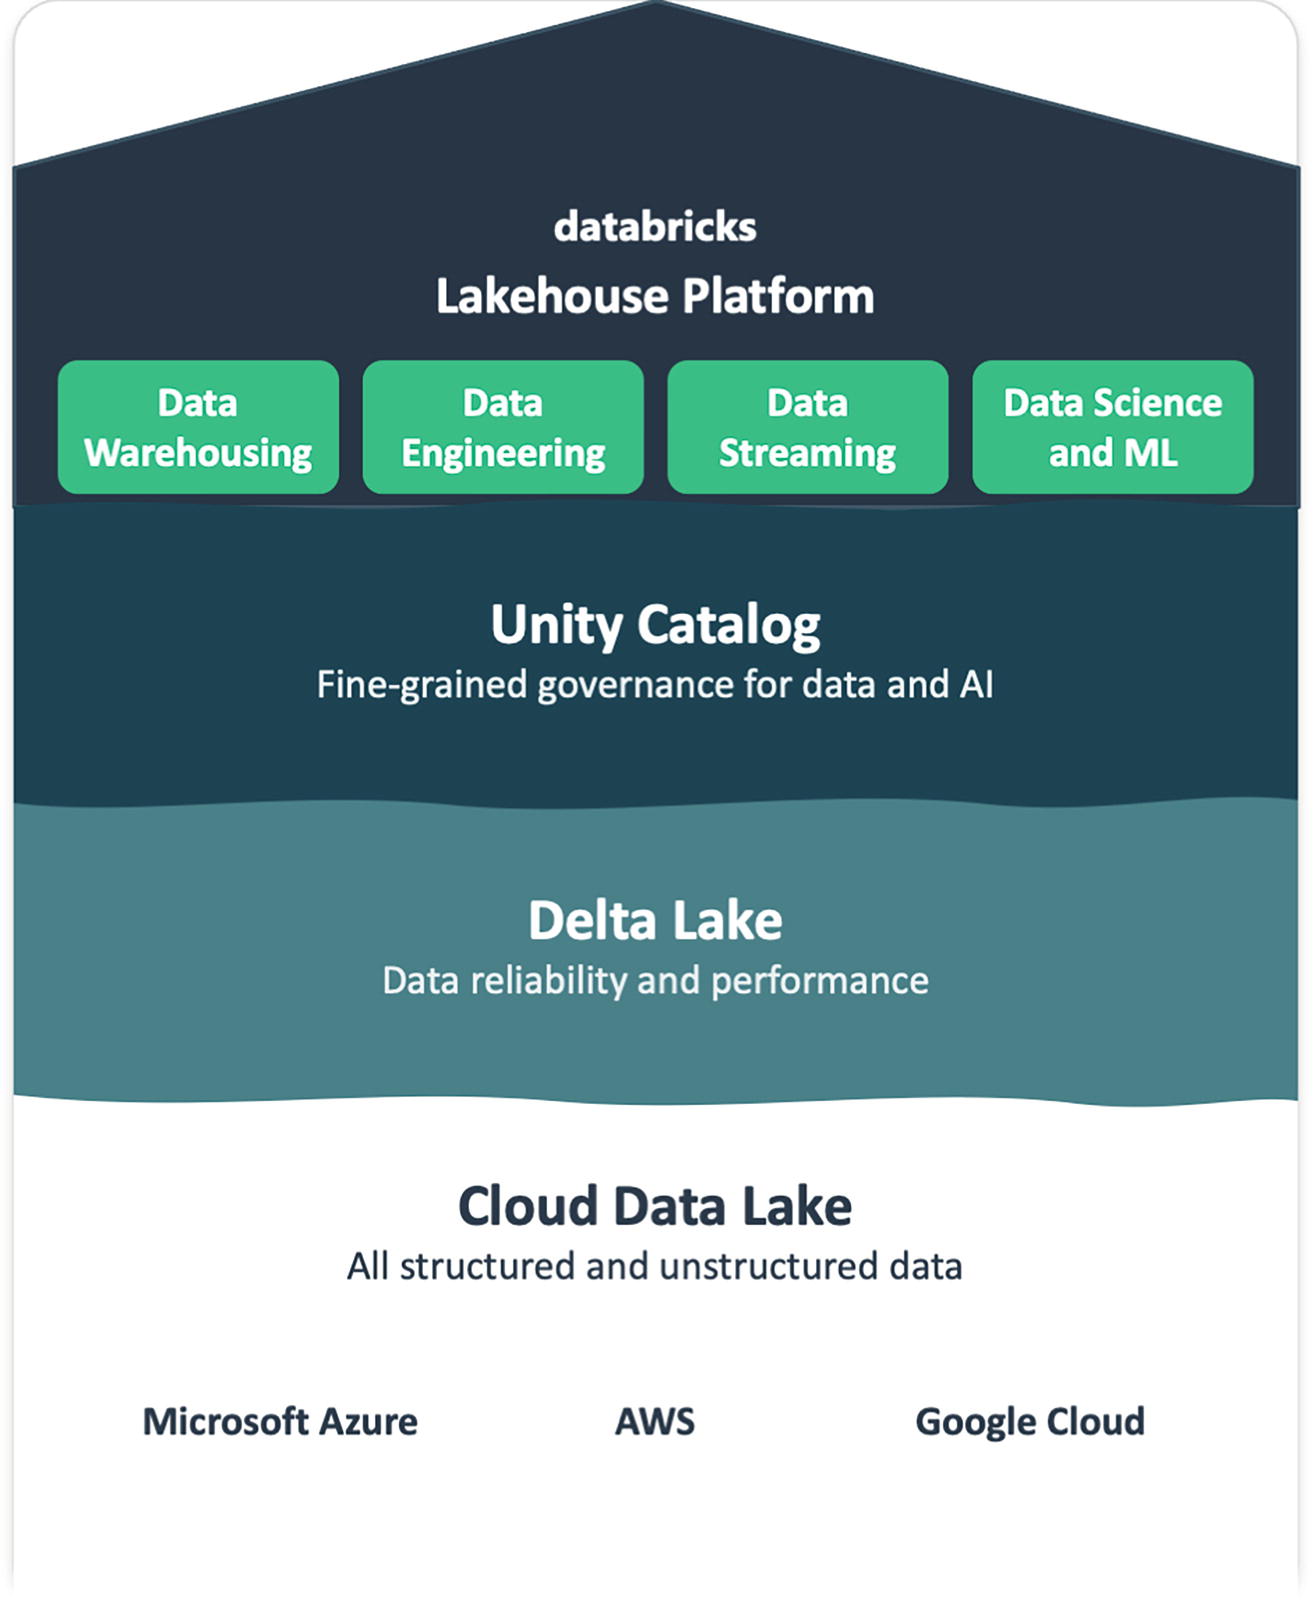 databricks
Lakehouse Platform
Data
Warehousing
Data
Engineering
Data
Streaming
Data Science
and ML
Unity Catalog
Fine-grained governance for data and AI
Delta Lake
Data reliability and performance
Cloud Data Lake
All structured and unstructured data
Microsoft Azure
AWS
Google Cloud